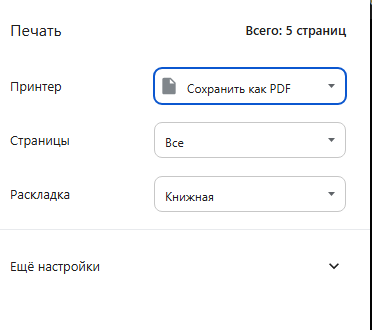 Печать Всего: 5 страниц
Принтер Сохранить как PDF
Страницы Все
Раскладка Книжная
Ещё настройки